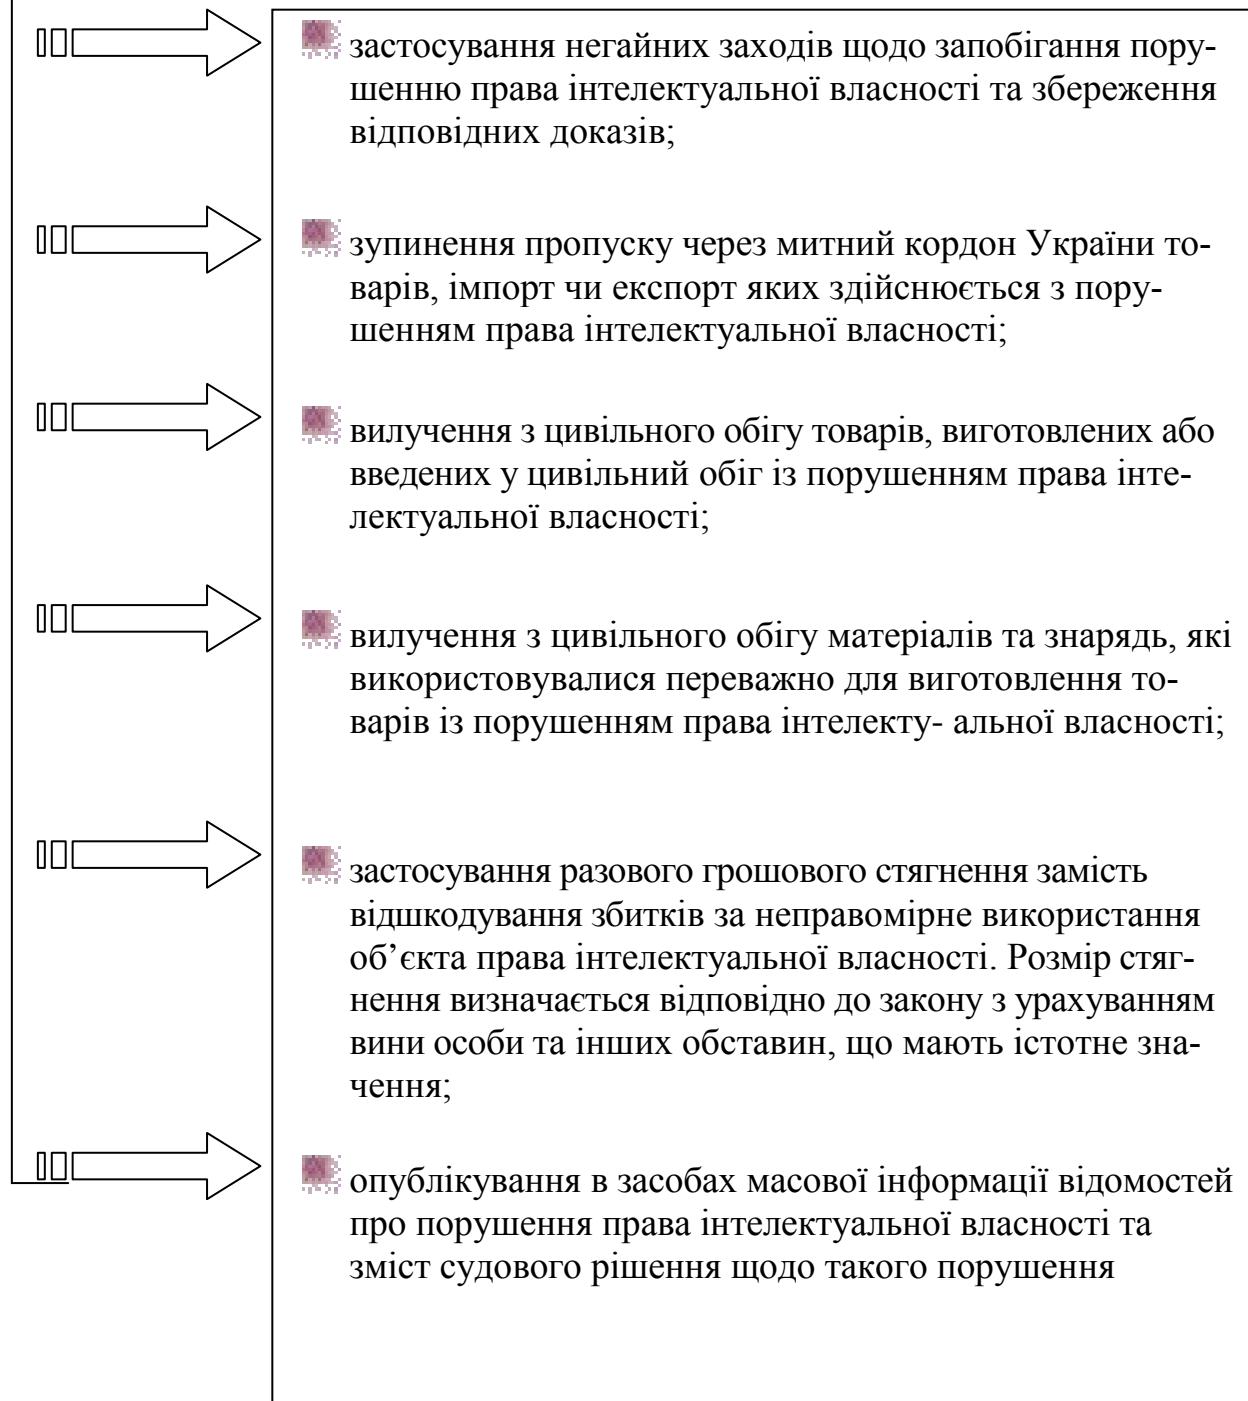 застосування негайних заходів щодо запобігання пору-
шенню права інтелектуальної власності та збереження
відповідних доказів;
зупинення пропуску через митний кордон України то-
варів, імпорт чи експорт яких здійснюється з пору-
шенням права інтелектуальної власності;
вилучення з цивільного обігу товарів, виготовлених або
введених у цивільний обіг із порушенням права інте-
лектуальної власності;
вилучення з цивільного обігу матеріалів та знарядь, які
використовувалися переважно для виготовлення то-
варів із порушенням права інтелекту- альної власності;
застосування разового грошового стягнення замість
відшкодування збитків за неправомірне використання
об’єкта права інтелектуальної власності. Розмір стяг-
нення визначається відповідно до закону з урахуванням
вини особи та інших обставин, що мають істотне зна-
чення;
опублікування в засобах масової інформації відомостей
про порушення права інтелектуальної власності та
зміст судового рішення щодо такого порушення